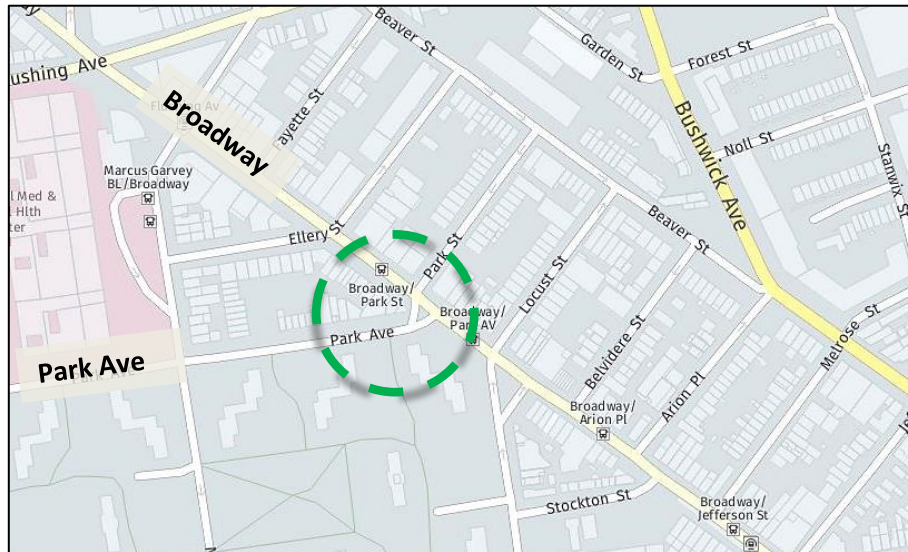 ushing Ave
Beaver St
Garden St
Forest St
Broadway
ayette St
Bushwick Ave
Noll St
Stanwix St
Marcus Garvey
BL/Broadway
l Med &
l Hlth
ter
Ellery St
Park St
Beaver St
Broadway/
Park St
Locust St
Broadway/
Park AV
Park Ave
Park Ave
Belvidere St
Melrose St
Arion Pl
Broadway/
Arion Pl
Stockton St
Broadway/
Jefferson St